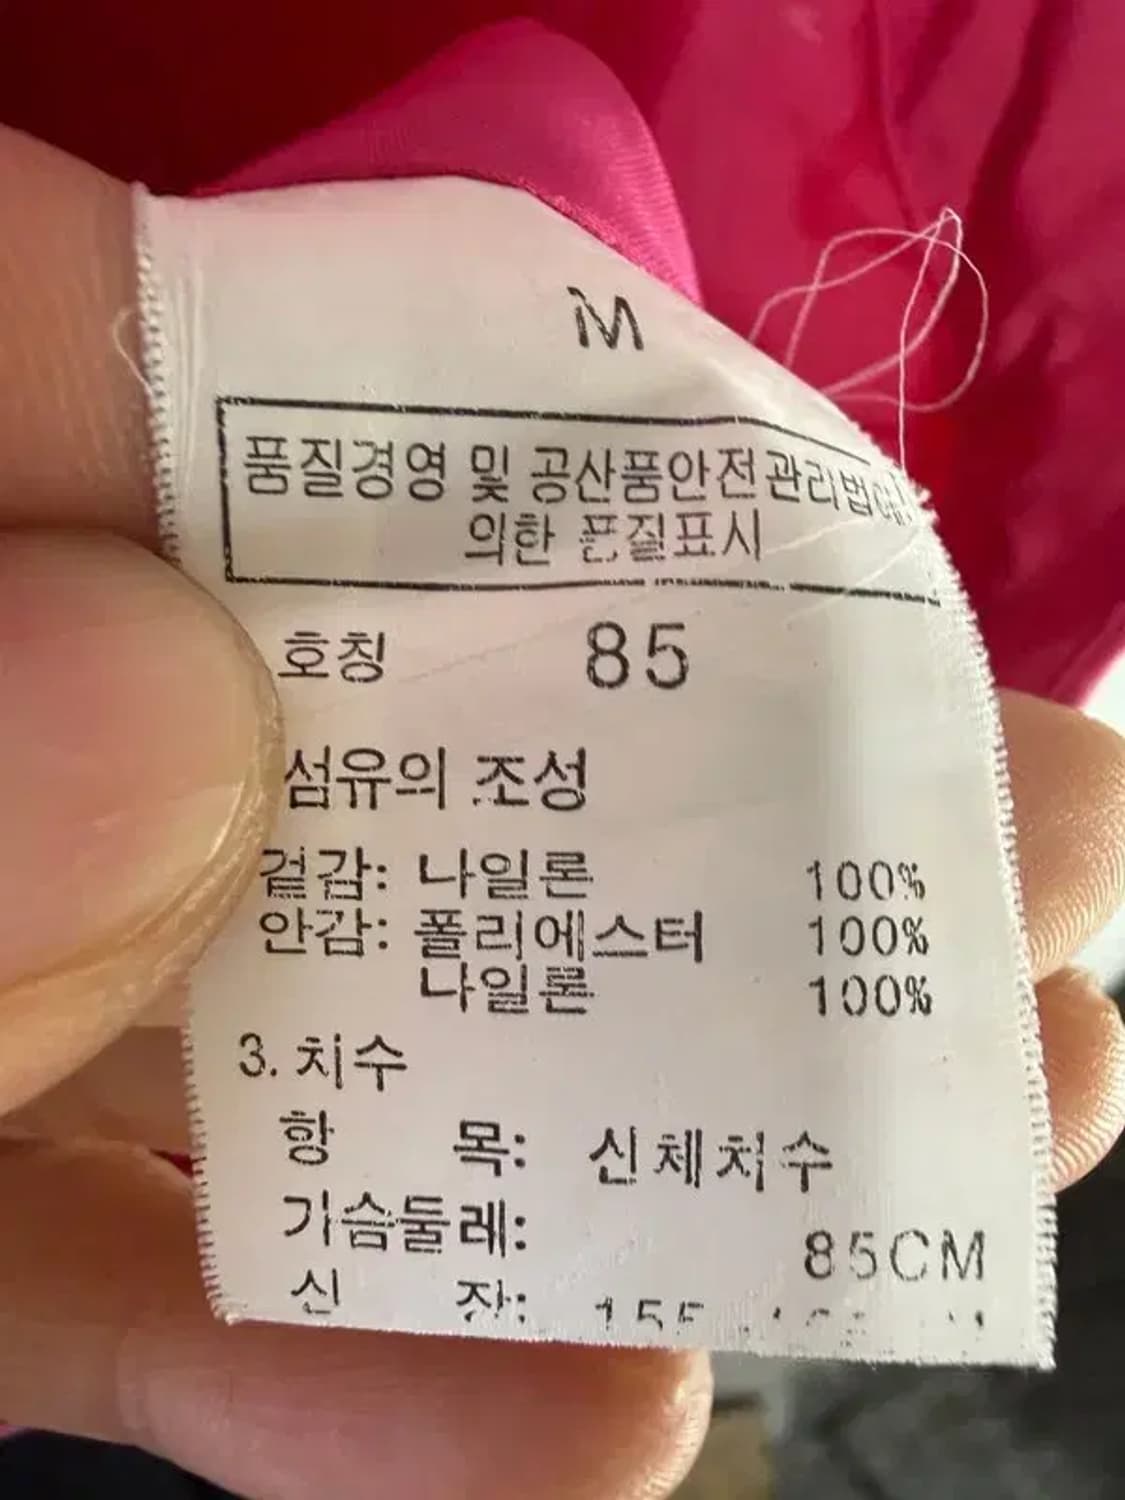 M
품질경영 및 공산품안전관리법에
의한 품질표시
호칭 85
섬유의 조성
겉감: 나일론 100%
안감: 폴리에스터 100%
나일론 100%
3. 치수
항 목: 신체치수
가슴둘레: 85CM
신 장: 155